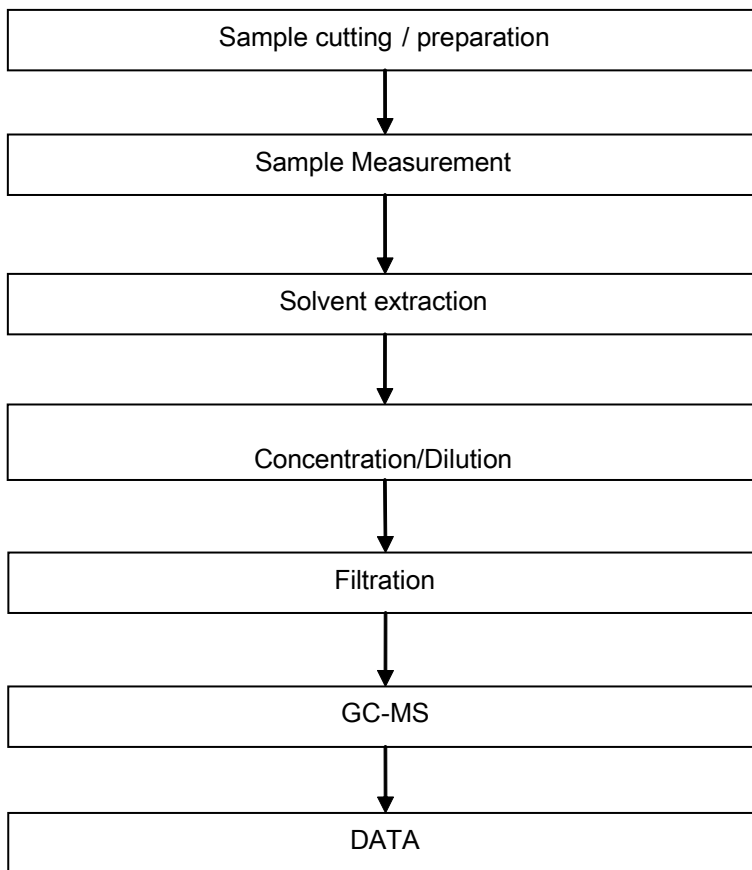 Sample cutting / preparation
Sample Measurement
Solvent extraction
Concentration/Dilution
Filtration
GC-MS
DATA